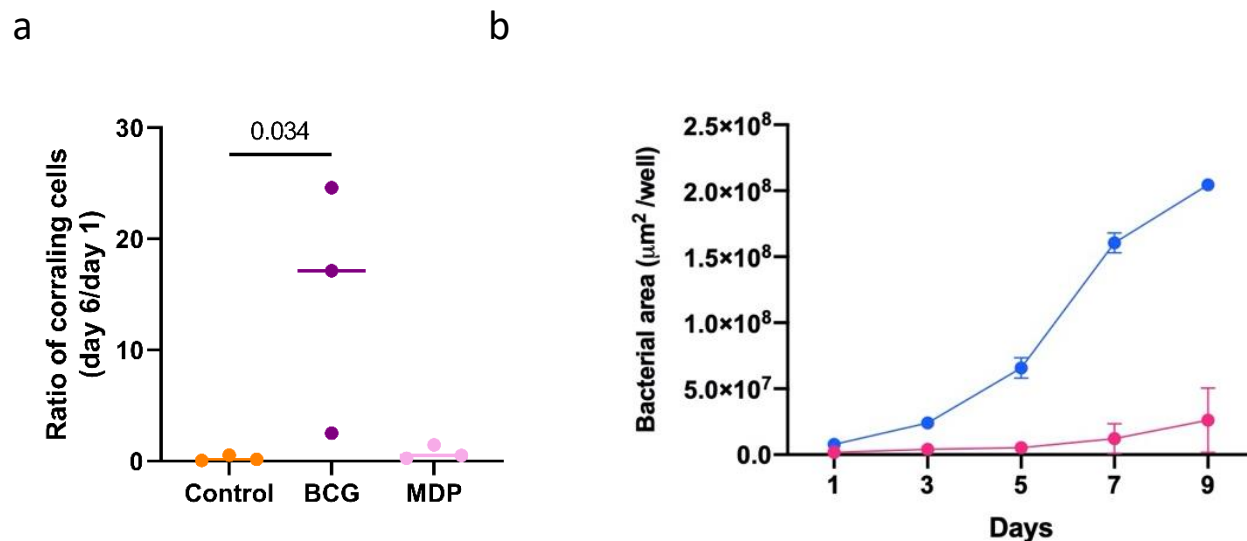 a
b
30
20
10
0
0.034
Ratio of corraling cells
(day 6/day 1)
Control BCG MDP
2.5×10⁸
2.0×10⁸
1.5×10⁸
1.0×10⁸
5.0×10⁷
0.0
Bacterial area (μm² /well)
1 3 5 7 9
Days